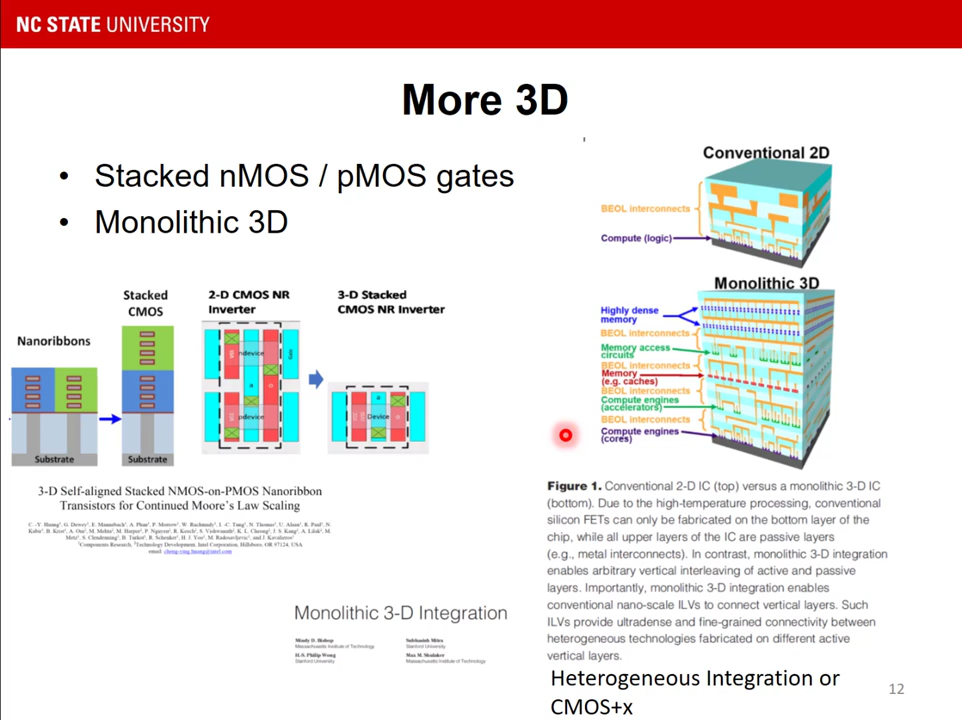 NC STATE UNIVERSITY
More 3D
• Stacked nMOS / pMOS gates
• Monolithic 3D
Nanoribbons
Substrate
Stacked
CMOS
Substrate
2-D CMOS NR
Inverter
ndevice
pdevice
3-D Stacked
CMOS NR Inverter
Device
3-D Self-aligned Stacked NMOS-on-PMOS Nanoribbon
Transistors for Continued Moore's Law Scaling
Monolithic 3-D Integration
Mindy D. Bishop
Massachusetts Institute of Technology
H.-S. Philip Wong
Stanford University
Subhasish Mitra
Stanford University
Max M. Shulaker
Massachusetts Institute of Technology
Conventional 2D
BEOL interconnects
Compute (logic)
Monolithic 3D
Highly dense
memory
BEOL interconnects
Memory access
circuits
BEOL interconnects
Memory
(e.g. caches)
BEOL interconnects
Compute engines
(accelerators)
BEOL interconnects
Compute engines
(cores)
Figure 1. Conventional 2-D IC (top) versus a monolithic 3-D IC
(bottom). Due to the high-temperature processing, conventional
silicon FETs can only be fabricated on the bottom layer of the
chip, while all upper layers of the IC are passive layers
(e.g., metal interconnects). In contrast, monolithic 3-D integration
enables arbitrary vertical interleaving of active and passive
layers. Importantly, monolithic 3-D integration enables
conventional nano-scale ILVs to connect vertical layers. Such
ILVs provide ultradense and fine-grained connectivity between
heterogeneous technologies fabricated on different active
vertical layers.
Heterogeneous Integration or
CMOS+x
12